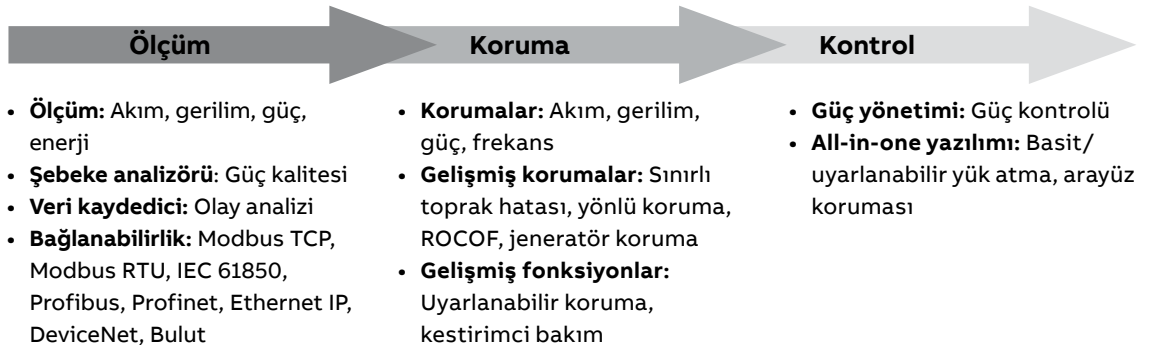 Ölçüm
Koruma
Kontrol
• Ölçüm: Akım, gerilim, güç,
enerji
• Şebeke analizörü: Güç kalitesi
• Veri kaydedici: Olay analizi
• Bağlanabilirlik: Modbus TCP,
Modbus RTU, IEC 61850,
Profibus, Profinet, Ethernet IP,
DeviceNet, Bulut
• Korumalar: Akım, gerilim,
güç, frekans
• Gelişmiş korumalar: Sınırlı
toprak hatası, yönlü koruma,
ROCOF, jeneratör koruma
• Gelişmiş fonksiyonlar:
Uyarlanabilir koruma,
kestirimci bakım
• Güç yönetimi: Güç kontrolü
• All-in-one yazılımı: Basit/
uyarlanabilir yük atma, arayüz
koruması